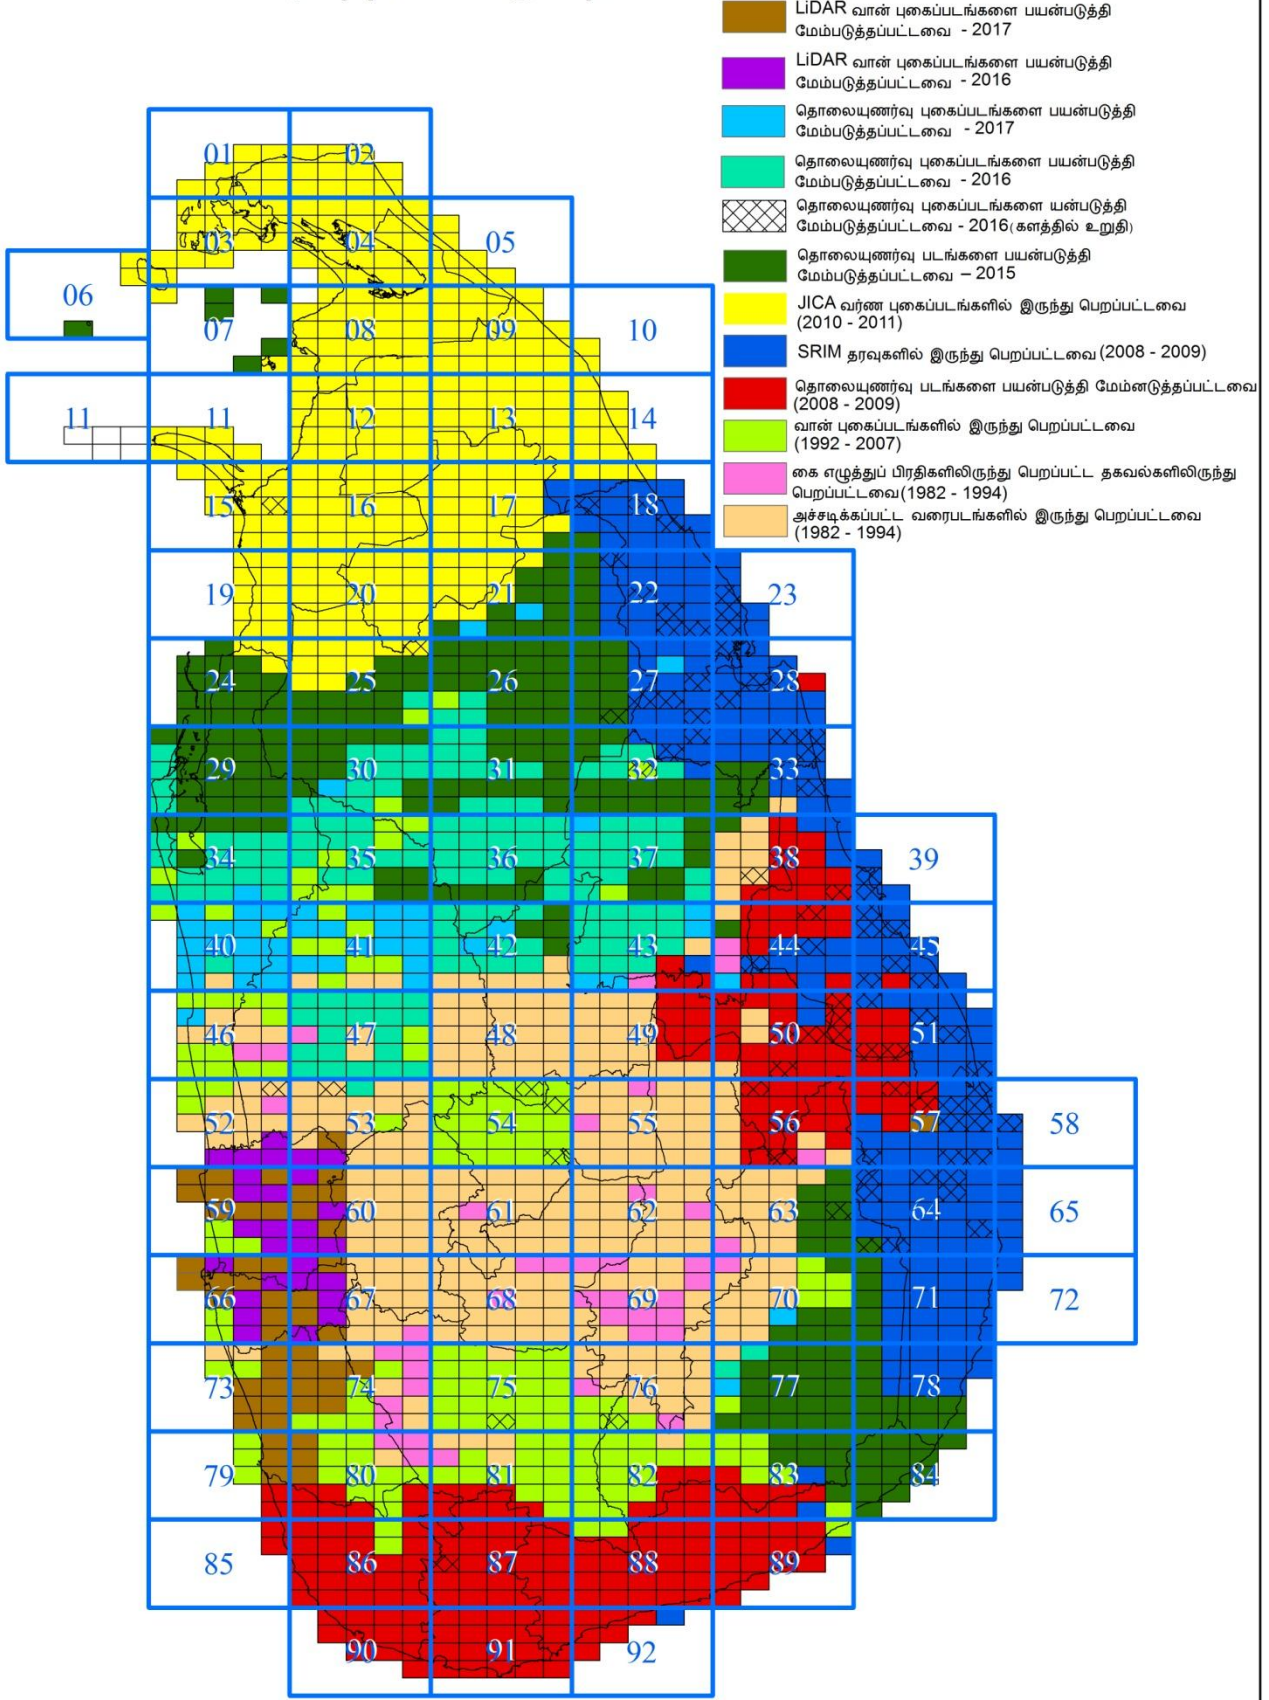 LiDAR வான் புகைப்படங்களை பயன்படுத்தி
மேம்படுத்தப்பட்டவை - 2017
LiDAR வான் புகைப்படங்களை பயன்படுத்தி
மேம்படுத்தப்பட்டவை - 2016
தொலையுணர்வு புகைப்படங்களை பயன்படுத்தி
மேம்படுத்தப்பட்டவை - 2017
தொலையுணர்வு புகைப்படங்களை பயன்படுத்தி
மேம்படுத்தப்பட்டவை - 2016
தொலையுணர்வு புகைப்படங்களை யன்படுத்தி
மேம்படுத்தப்பட்டவை - 2016(களத்தில் உறுதி)
தொலையுணர்வு படங்களை பயன்படுத்தி
மேம்படுத்தப்பட்டவை – 2015
JICA வர்ண புகைப்படங்களில் இருந்து பெறப்பட்டவை
(2010 - 2011)
SRIM தரவுகளில் இருந்து பெறப்பட்டவை (2008 - 2009)
தொலையுணர்வு படங்களை பயன்படுத்தி மேம்னடுத்தப்பட்டவை
(2008 - 2009)
வான் புகைப்படங்களில் இருந்து பெறப்பட்டவை
(1992 - 2007)
கை எழுத்துப் பிரதிகளிலிருந்து பெறப்பட்ட தகவல்களிலிருந்து
பெறப்பட்டவை(1982 - 1994)
அச்சடிக்கப்பட்ட வரைபடங்களில் இருந்து பெறப்பட்டவை
(1982 - 1994)
01 02
03 04 05
06
07 08 09 10
11 11 12 13 14
15 16 17 18
19 20 21 22 23
24 25 26 27 28
29 30 31 32 33
34 35 36 37 38 39
40 41 42 43 44 45
46 47 48 49 50 51
52 53 54 55 56 57 58
59 60 61 62 63 64 65
66 67 68 69 70 71 72
73 74 75 76 77 78
79 80 81 82 83 84
85 86 87 88 89
90 91 92